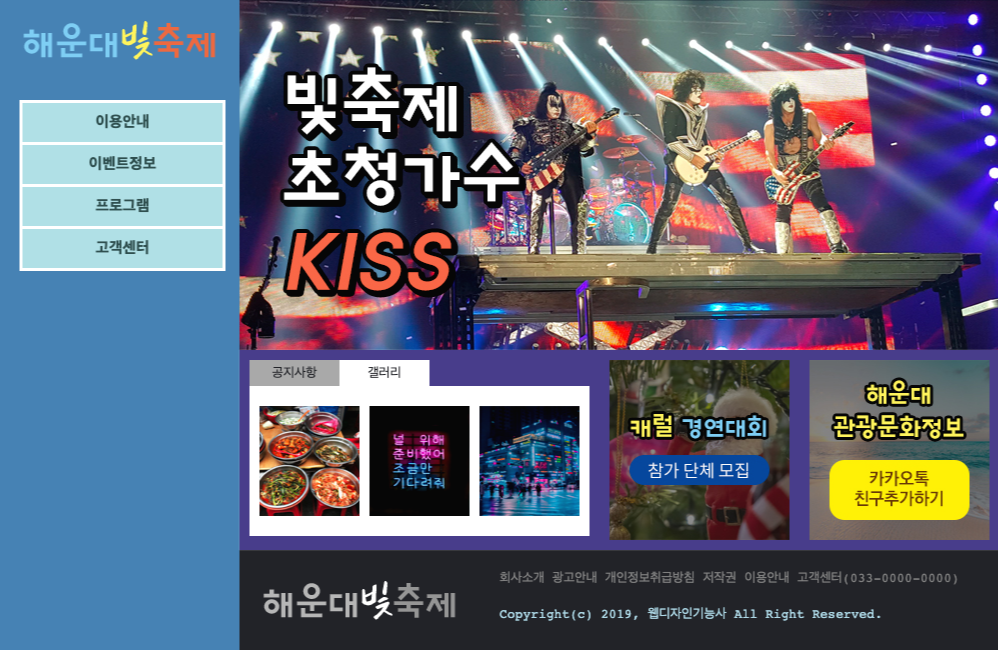 해운대빛축제
이용안내
이벤트정보
프로그램
고객센터
빛축제
초청가수
KISS
공지사항
갤러리
널 위해
준비했어
조금만
기다려줘
캐럴 경연대회
참가 단체 모집
해운대
관광문화정보
카카오톡
친구추가하기
해운대빛축제
회사소개 광고안내 개인정보취급방침 저작권 이용안내 고객센터(033-0000-0000)
Copyright(c) 2019, 웹디자인기능사 All Right Reserved.